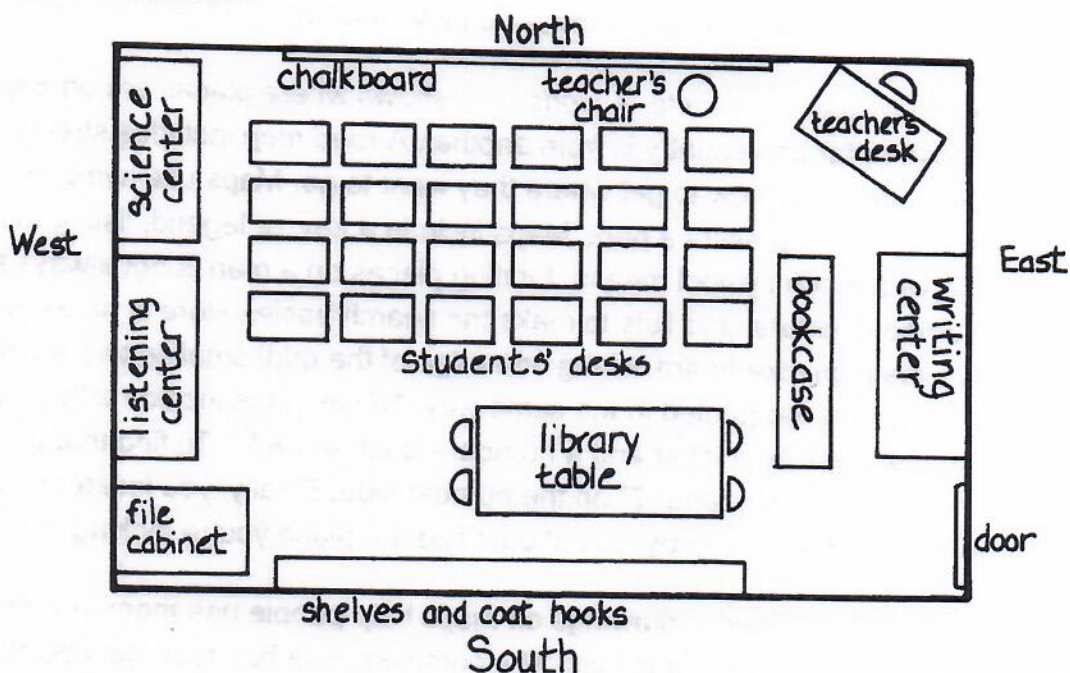 North
chalkboard
teacher's
chair
teacher's
desk
science
center
West
East
listening
center
bookcase
writing
center
Students' desks
library
table
file
cabinet
door
shelves and coat hooks
South